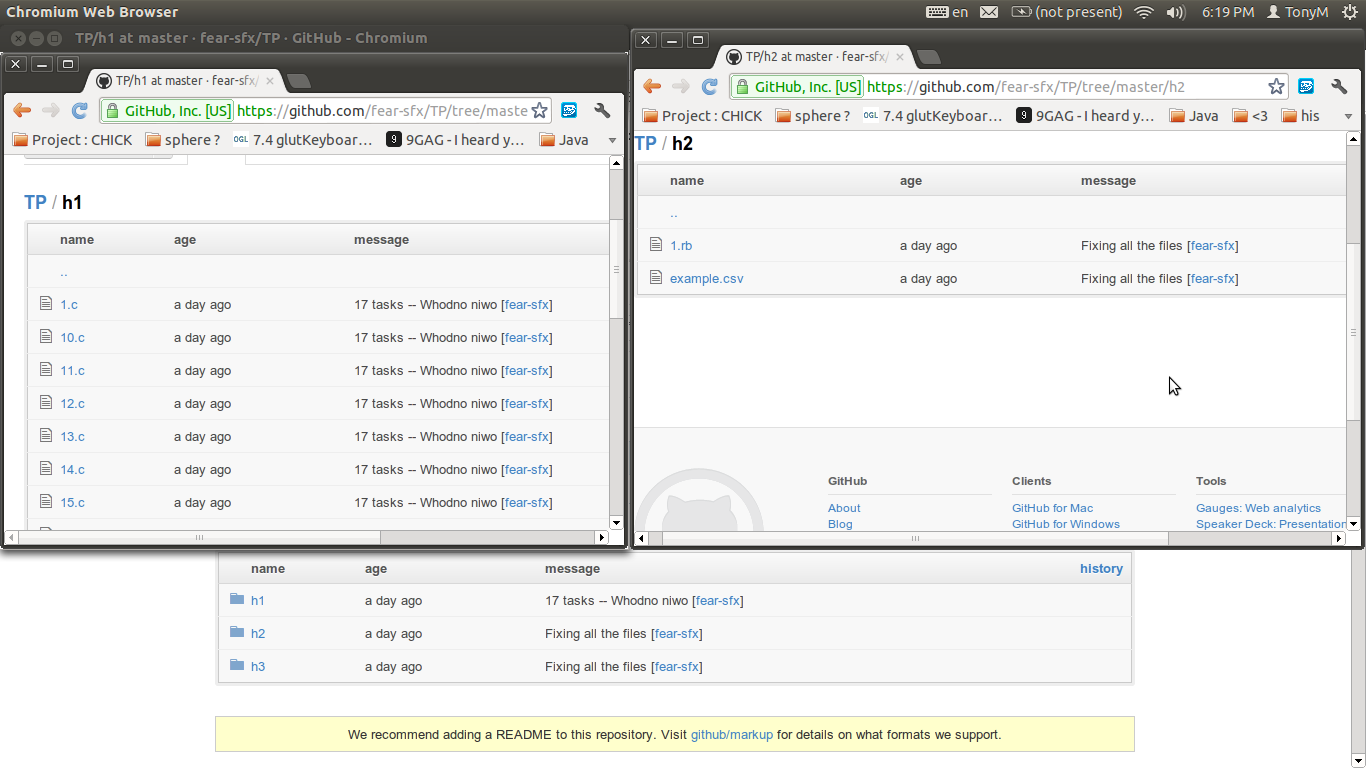 Chromium Web Browser
en (not present) 6:19 PM TonyM
TP/h1 at master · fear-sfx/TP · GitHub - Chromium
TP/h1 at master · fear-sfx/
GitHub, Inc. [US] https://github.com/fear-sfx/TP/tree/maste
Project : CHICK sphere ? OGL 7.4 glutKeyboar… 9 9GAG - I heard y… Java
TP / h1
name age message
..
1.c a day ago 17 tasks -- Whodno niwo [fear-sfx]
10.c a day ago 17 tasks -- Whodno niwo [fear-sfx]
11.c a day ago 17 tasks -- Whodno niwo [fear-sfx]
12.c a day ago 17 tasks -- Whodno niwo [fear-sfx]
13.c a day ago 17 tasks -- Whodno niwo [fear-sfx]
14.c a day ago 17 tasks -- Whodno niwo [fear-sfx]
15.c a day ago 17 tasks -- Whodno niwo [fear-sfx]
TP/h2 at master · fear-sfx/
GitHub, Inc. [US] https://github.com/fear-sfx/TP/tree/master/h2
Project : CHICK sphere ? OGL 7.4 glutKeyboar… 9 9GAG - I heard y… Java <3 his
TP / h2
name age message
..
1.rb a day ago Fixing all the files [fear-sfx]
example.csv a day ago Fixing all the files [fear-sfx]
GitHub Clients Tools
About GitHub for Mac Gauges: Web analytics
Blog GitHub for Windows Speaker Deck: Presentation
name age message history
h1 a day ago 17 tasks -- Whodno niwo [fear-sfx]
h2 a day ago Fixing all the files [fear-sfx]
h3 a day ago Fixing all the files [fear-sfx]
We recommend adding a README to this repository. Visit github/markup for details on what formats we support.